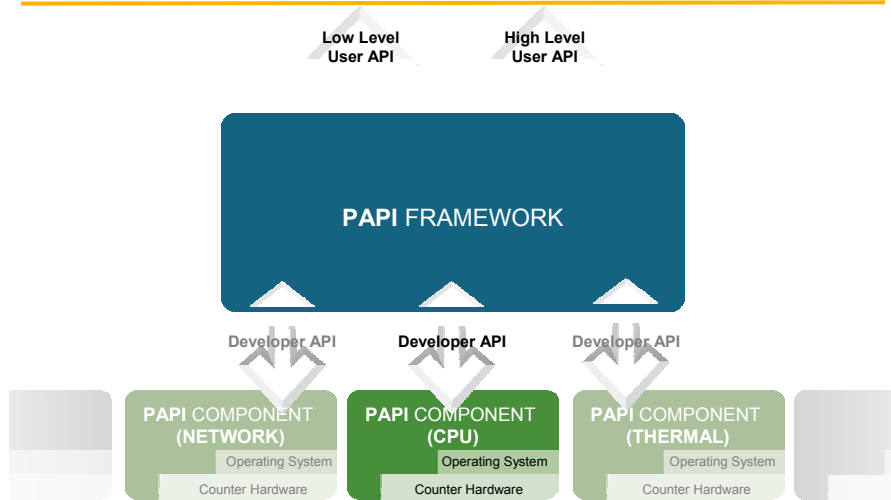 Low Level
User API
High Level
User API
PAPI FRAMEWORK
Developer API
Developer API
Developer API
PAPI COMPONENT
(NETWORK)
Operating System
Counter Hardware
PAPI COMPONENT
(CPU)
Operating System
Counter Hardware
PAPI COMPONENT
(THERMAL)
Operating System
Counter Hardware